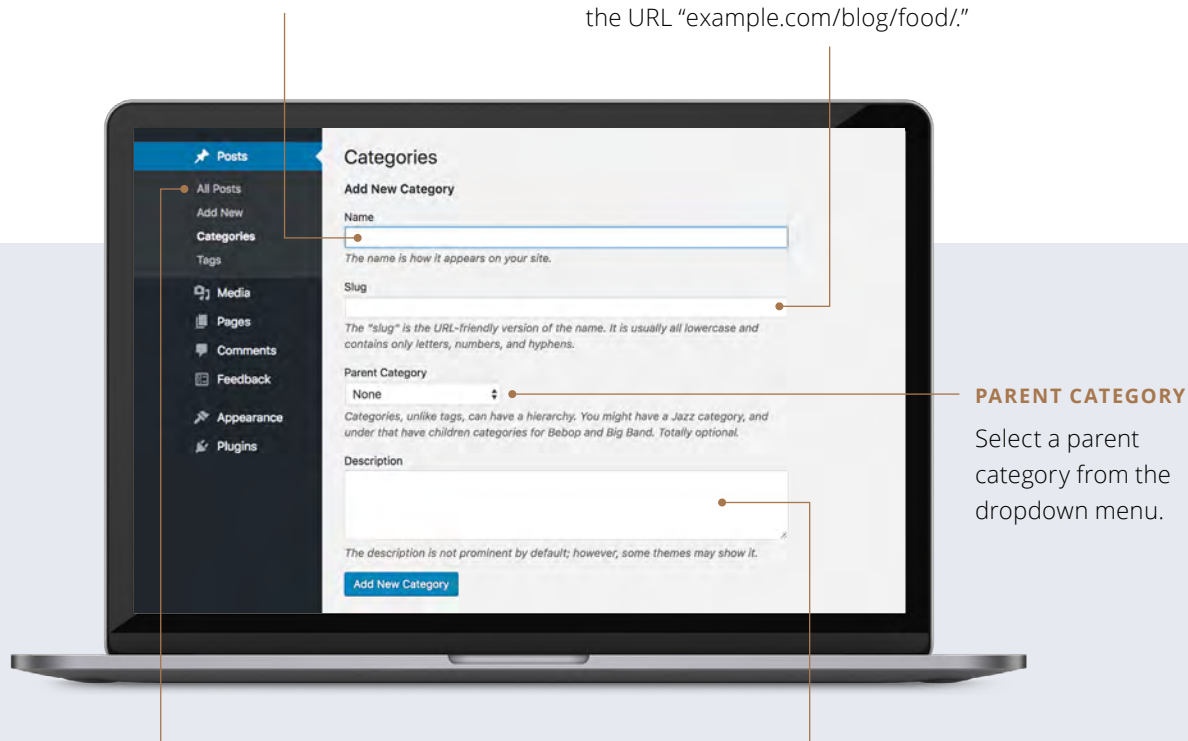 the URL “example.com/blog/food/.”
Posts
All Posts
Add New
Categories
Tags
Media
Pages
Comments
Feedback
Appearance
Plugins
Categories
Add New Category
Name
The name is how it appears on your site.
Slug
The "slug" is the URL-friendly version of the name. It is usually all lowercase and
contains only letters, numbers, and hyphens.
Parent Category
None
Categories, unlike tags, can have a hierarchy. You might have a Jazz category, and
under that have children categories for Bebop and Big Band. Totally optional.
Description
The description is not prominent by default; however, some themes may show it.
Add New Category
PARENT CATEGORY
Select a parent
category from the
dropdown menu.